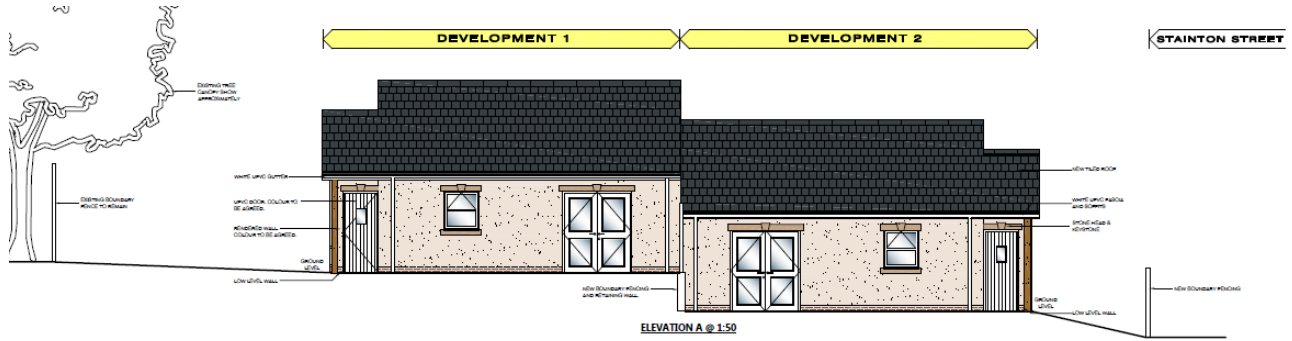 DEVELOPMENT 1
DEVELOPMENT 2
STAINTON STREET
EXISTING TREE
CANOPY SHOW
APPROXIMATELY
WHITE UPVC GUTTER
EXISTING BOUNDARY
FENCE TO REMAIN
UPVC DOOR. COLOUR TO
BE AGREED.
RENDERED WALL
COLOUR TO BE AGREED.
GROUND
LEVEL
LOW LEVEL WALL
NEW BOUNDARY FENCING
AND RETAINING WALL.
NEW TILED ROOF
WHITE UPVC FASCIA
AND SOFFITS
STONE HEAD &
KEYSTONE
NEW BOUNDARY FENCING
GROUND
LEVEL
LOW LEVEL WALL
ELEVATION A @ 1:50